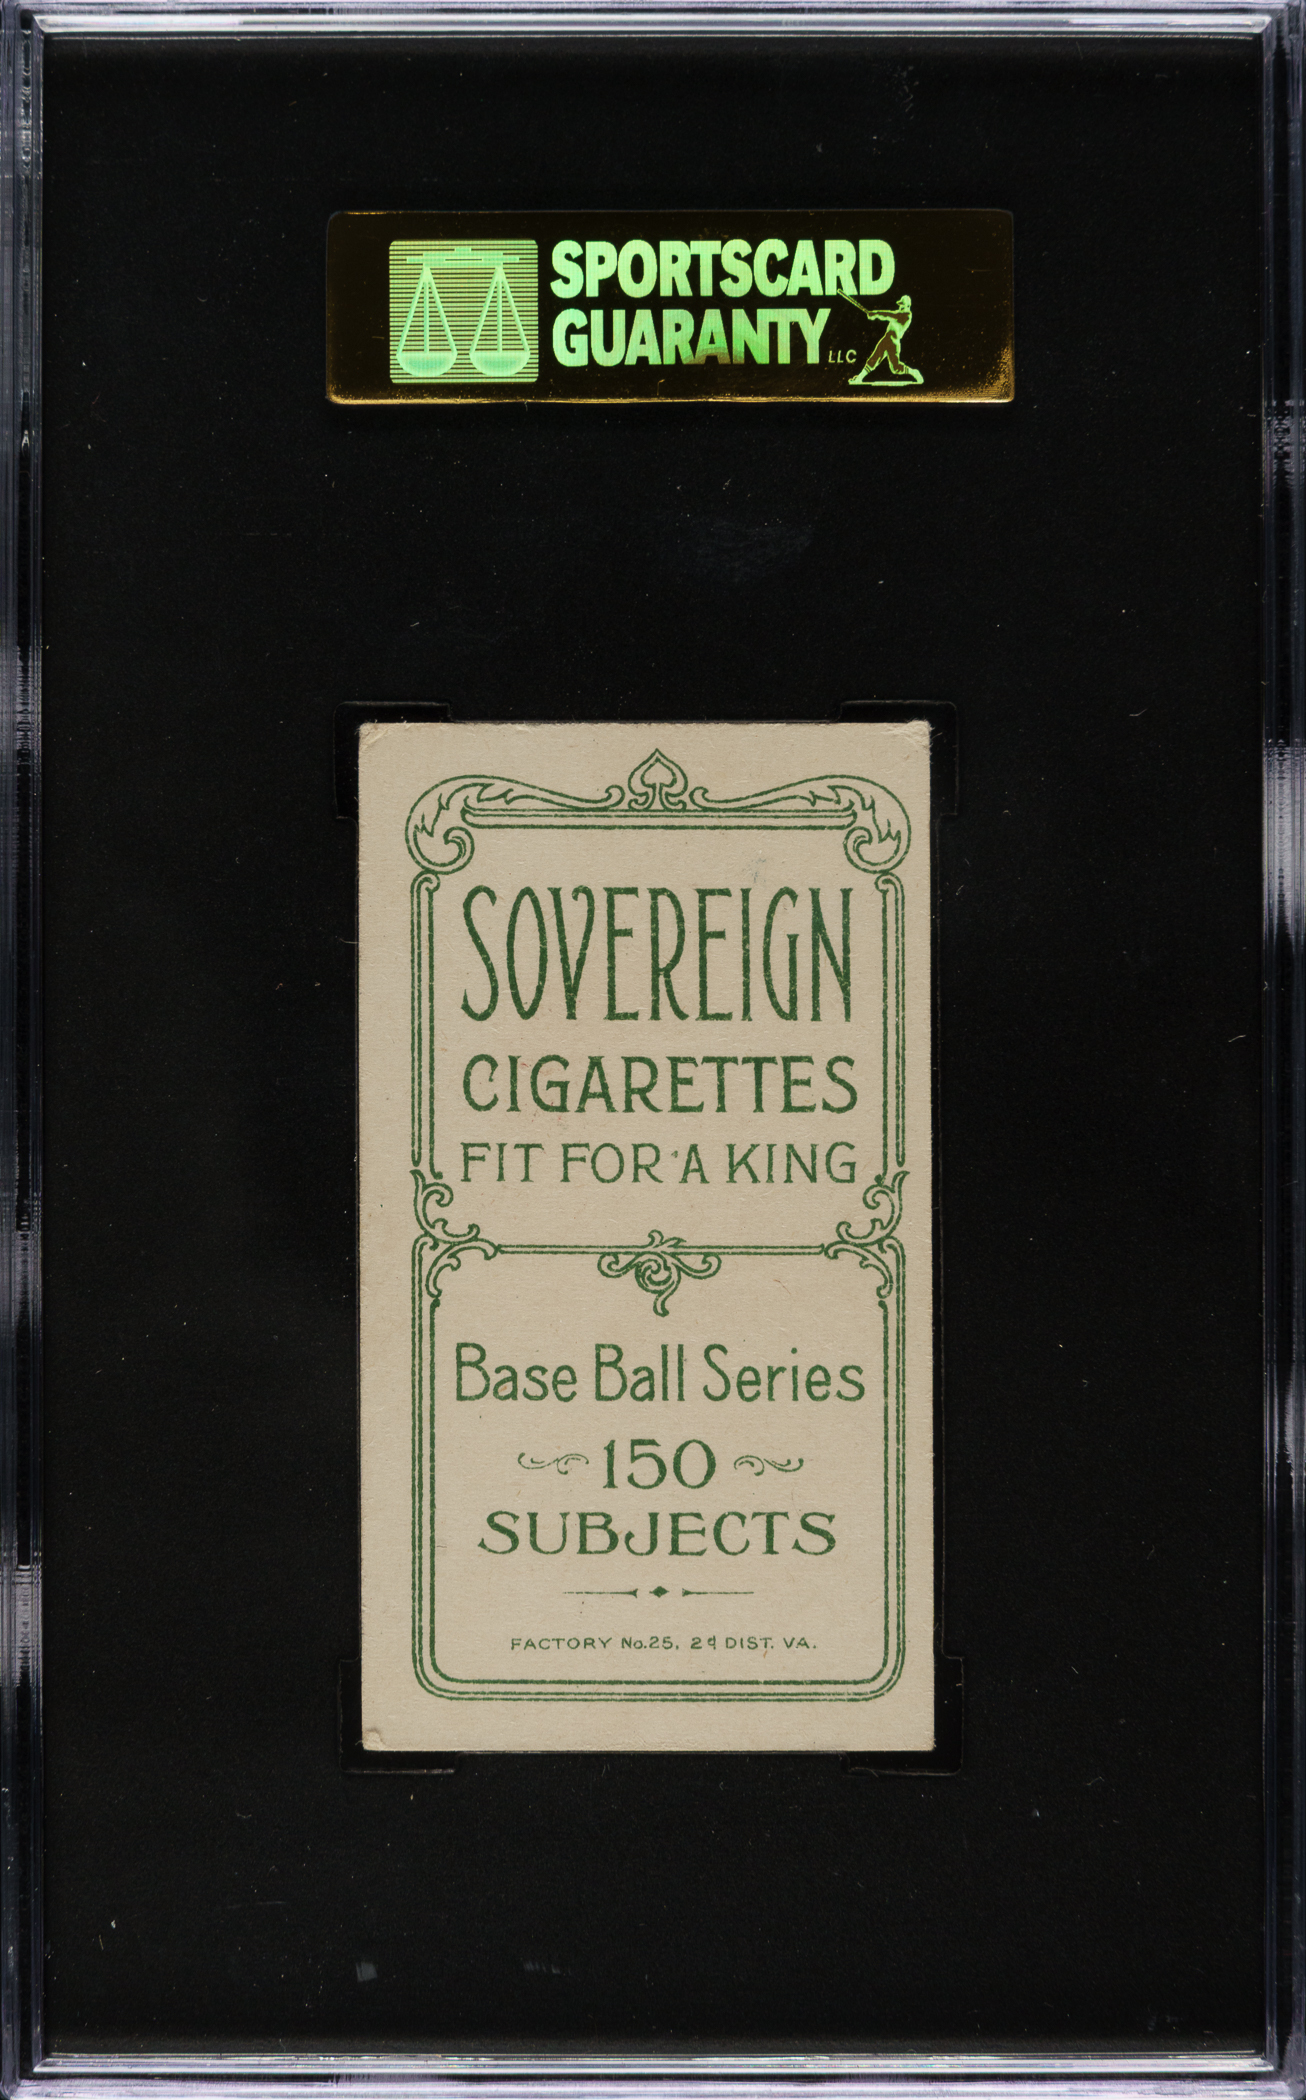 SPORTSCARD
GUARANTY LLC
SOVEREIGN
CIGARETTES
FIT FOR A KING
Base Ball Series
150
SUBJECTS
FACTORY No.25, 2d DIST. VA.